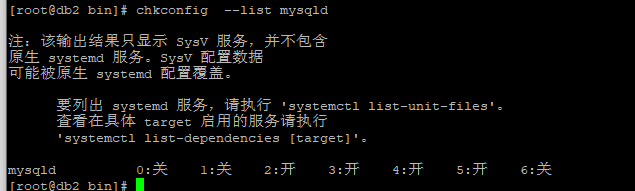 [root@db2 bin]# chkconfig  --list mysqld
注：该输出结果只显示 SysV 服务，并不包含
原生 systemd 服务。SysV 配置数据
可能被原生 systemd 配置覆盖。
      要列出 systemd 服务，请执行 'systemctl list-unit-files'。
      查看在具体 target 启用的服务请执行
      'systemctl list-dependencies [target]'。
mysqld          0:关    1:关    2:开    3:开    4:开    5:开    6:关
[root@db2 bin]#